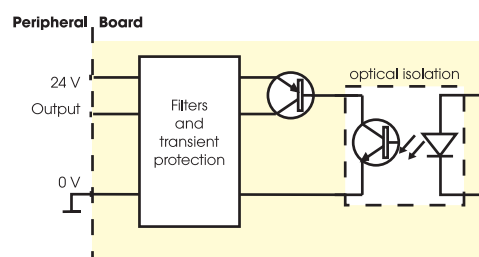 Peripheral Board
optical isolation
24 V
Output
Filters
and
transient
protection
0 V